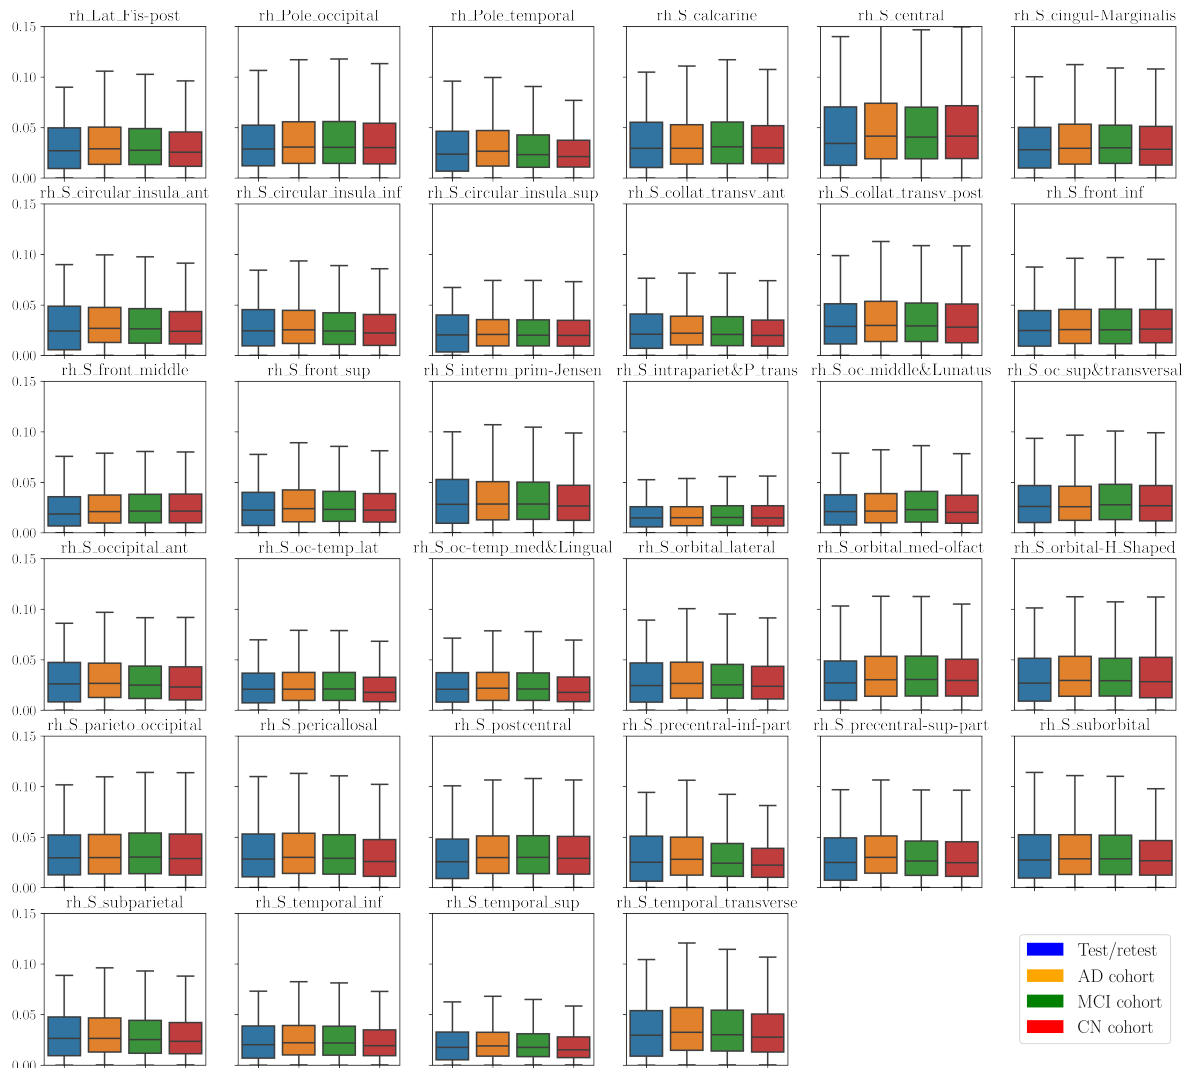 rh_Lat_Fis-post rh_Pole_occipital rh_Pole_temporal rh_S_calcarine rh_S_central rh_S_cingul-Marginalis
0.15
0.10
0.05
0.00
rh_S_circular_insula_ant rh_S_circular_insula_inf rh_S_circular_insula_sup rh_S_collat_transv_ant rh_S_collat_transv_post rh_S_front_inf
0.15
0.10
0.05
0.00
rh_S_front_middle rh_S_front_sup rh_S_interm_prim-Jensen rh_S_intrapariet&P_trans rh_S_oc_middle&Lunatus rh_S_oc_sup&transversal
0.15
0.10
0.05
0.00
rh_S_occipital_ant rh_S_oc-temp_lat rh_S_oc-temp_med&Lingual rh_S_orbital_lateral rh_S_orbital_med-olfact rh_S_orbital-H_Shaped
0.15
0.10
0.05
0.00
rh_S_parieto_occipital rh_S_pericallosal rh_S_postcentral rh_S_precentral-inf-part rh_S_precentral-sup-part rh_S_suborbital
0.15
0.10
0.05
0.00
rh_S_subparietal rh_S_temporal_inf rh_S_temporal_sup rh_S_temporal_transverse
0.15
0.10
0.05
0.00
Test/retest
AD cohort
MCI cohort
CN cohort